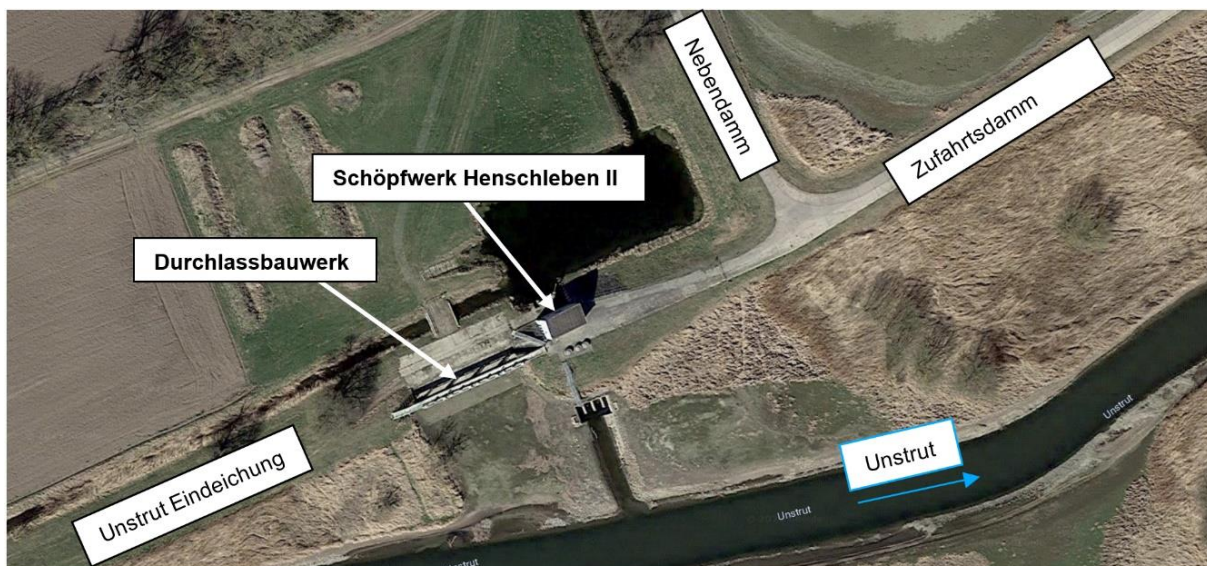 Nebendamm
Zufahrtsdamm
Schöpfwerk Henschleben II
Durchlassbauwerk
Unstrut Eindeichung
Unstrut
Unstrut
Unstrut
Unstrut